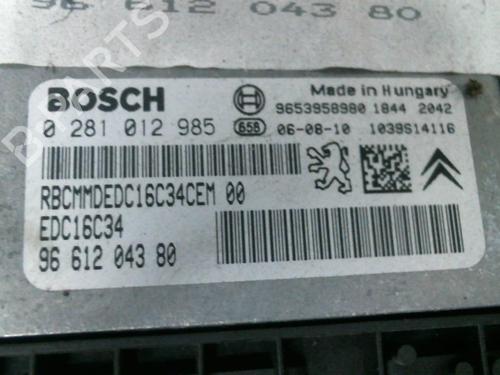 96 612 043 80
BOSCH
Made in Hungary
9653958980 1844 2042
0 281 012 985 658 06-08-10 1039S14116
RBCMMDEDC16C34CEM 00
EDC16C34
96 612 043 80
B-PARTS